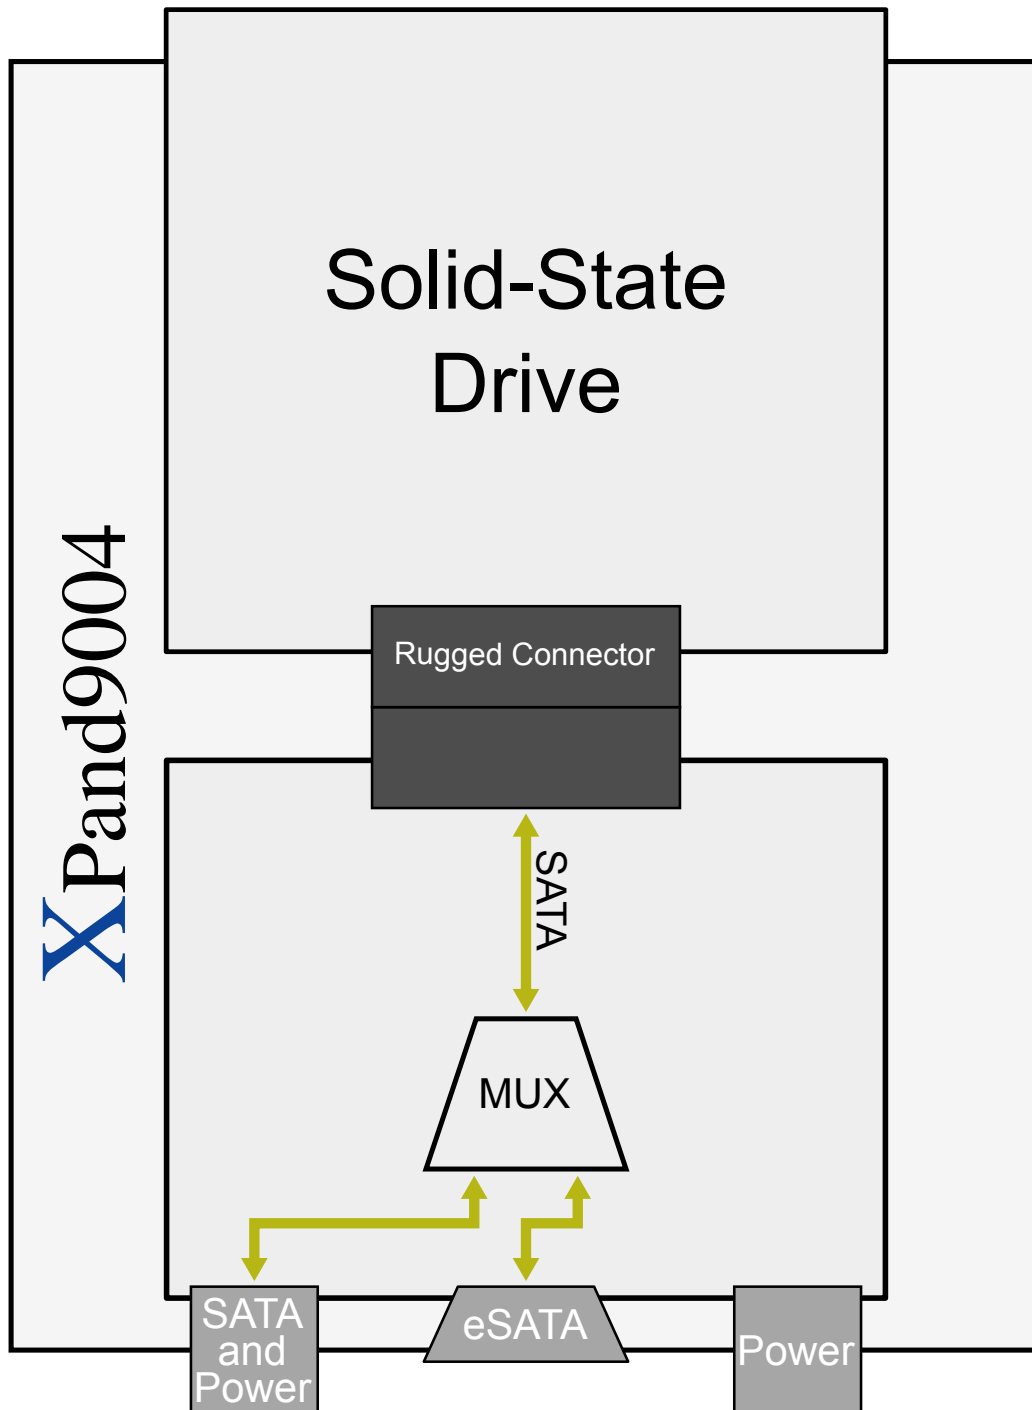 Solid-State
Drive
Rugged Connector
XPand9004
SATA
MUX
SATA
and
Power
eSATA
Power